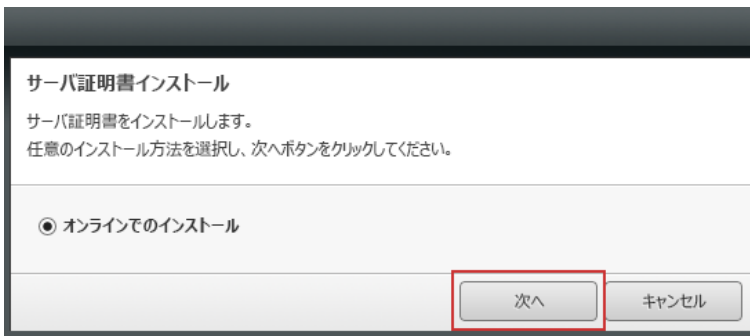 サーバ証明書インストール
サーバ証明書をインストールします。
任意のインストール方法を選択し、次へボタンをクリックしてください。
オンラインでのインストール
次へ
キャンセル